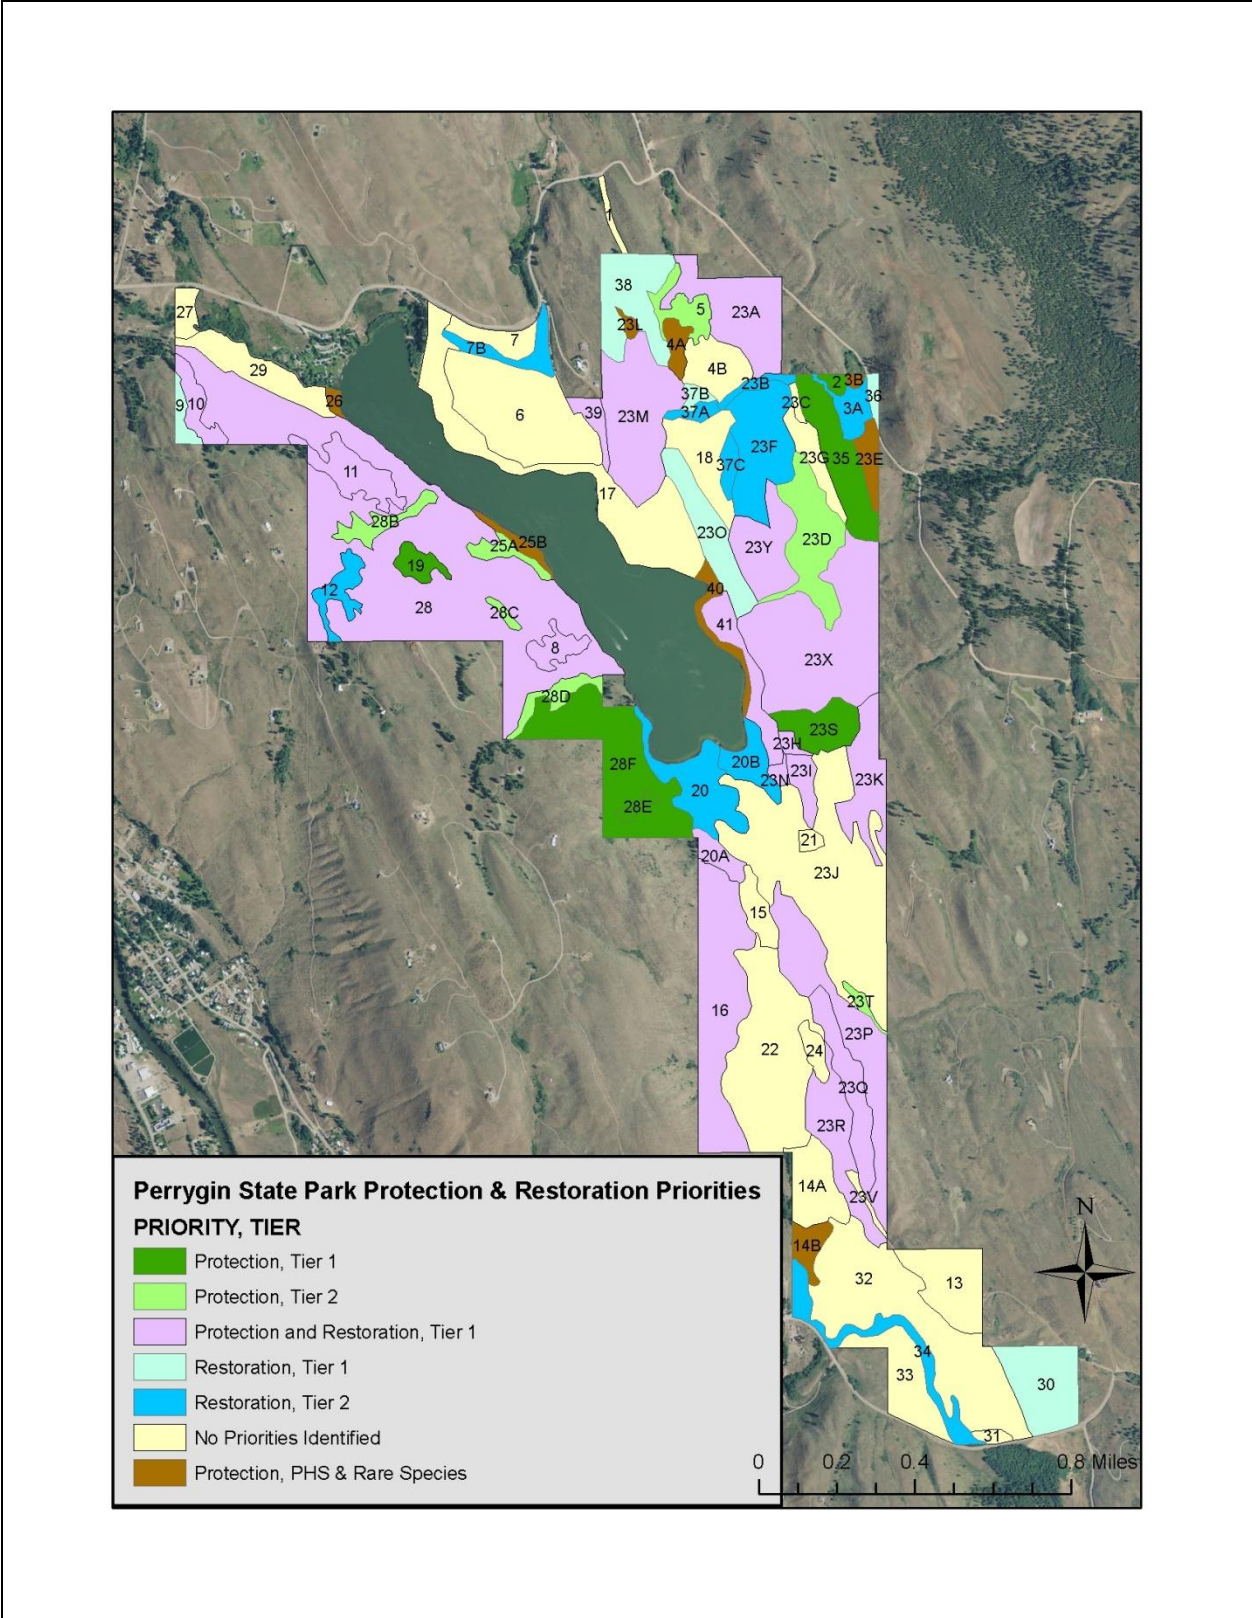 1
38
5
23A
27
23L
7
4A
7B
4B
29
23B
2
3B
37B
26
9
10
6
39
23M
37A
23C
3A
36
18
37C
23F
23G
35
23E
11
17
28B
23O
25A
25B
23Y
23D
19
12
28
40
28C
41
8
23X
28D
23S
23H
28F
20B
23N
23I
23K
20
28E
21
20A
23J
15
16
23T
23P
22
24
23Q
23R
Perrygin State Park Protection & Restoration Priorities
PRIORITY, TIER
Protection, Tier 1
Protection, Tier 2
Protection and Restoration, Tier 1
Restoration, Tier 1
Restoration, Tier 2
No Priorities Identified
Protection, PHS & Rare Species
14A
23V
N
14B
32
13
34
33
30
31
0 0.2 0.4 0.8 Miles